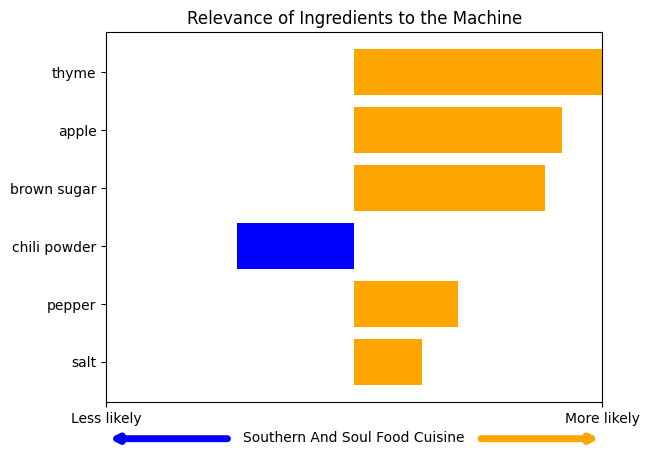 Relevance of Ingredients to the Machine
thyme
apple
brown sugar
chili powder
pepper
salt
Less likely
More likely
Southern And Soul Food Cuisine